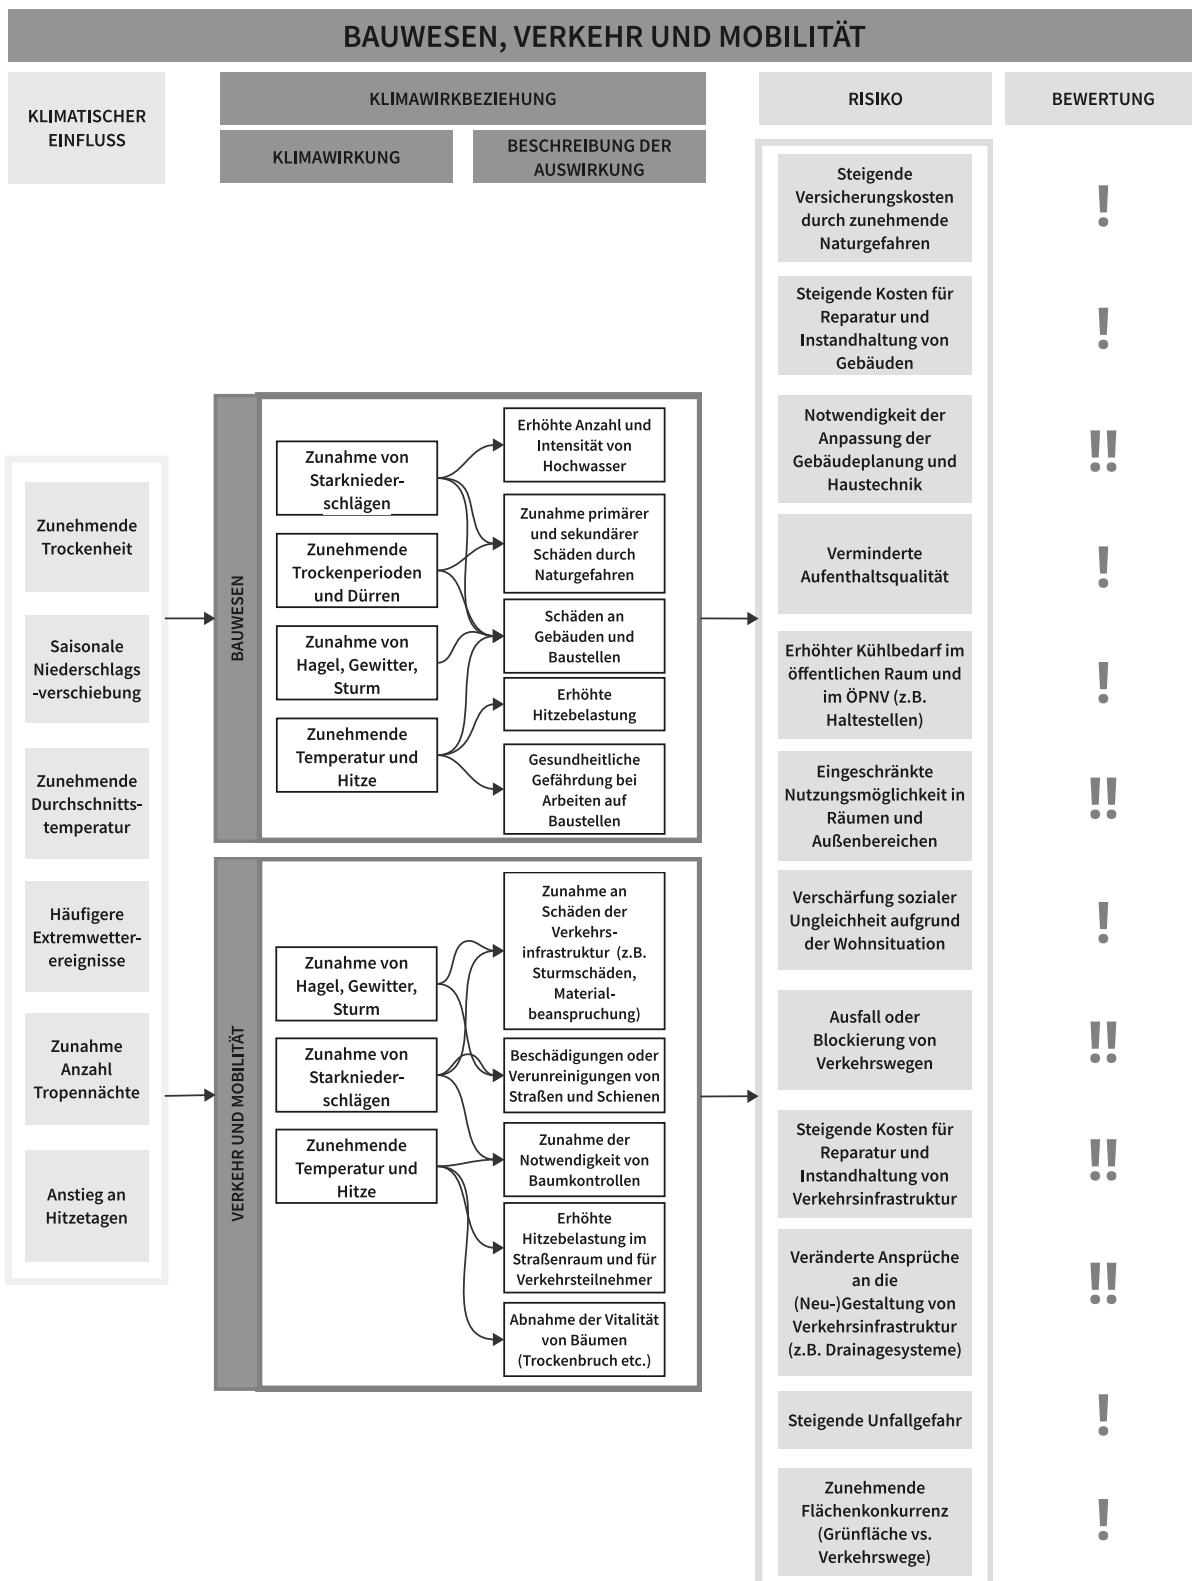 BAUWESEN, VERKEHR UND MOBILITÄT
KLIMATISCHER
EINFLUSS
KLIMAWIRKBEZIEHUNG
KLIMAWIRKUNG
BESCHREIBUNG DER
AUSWIRKUNG
RISIKO
BEWERTUNG
Zunehmende
Trockenheit
Saisonale
Niederschlags
-verschiebung
Zunehmende
Durchschnitts-
temperatur
Häufigere
Extremwetter-
ereignisse
Zunahme
Anzahl
Tropennächte
Anstieg an
Hitzetagen
BAUWESEN
Zunahme von
Starknieder-
schlägen
Zunehmende
Trockenperioden
und Dürren
Zunahme von
Hagel, Gewitter,
Sturm
Zunehmende
Temperatur und
Hitze
Erhöhte Anzahl und
Intensität von
Hochwasser
Zunahme primärer
und sekundärer
Schäden durch
Naturgefahren
Schäden an
Gebäuden und
Baustellen
Erhöhte
Hitzebelastung
Gesundheitliche
Gefährdung bei
Arbeiten auf
Baustellen
VERKEHR UND MOBILITÄT
Zunahme von
Hagel, Gewitter,
Sturm
Zunahme von
Starknieder-
schlägen
Zunehmende
Temperatur und
Hitze
Zunahme an
Schäden der
Verkehrs-
infrastruktur (z.B.
Sturmschäden,
Material-
beanspruchung)
Beschädigungen oder
Verunreinigungen von
Straßen und Schienen
Zunahme der
Notwendigkeit von
Baumkontrollen
Erhöhte
Hitzebelastung im
Straßenraum und für
Verkehrsteilnehmer
Abnahme der Vitalität
von Bäumen
(Trockenbruch etc.)
Steigende
Versicherungskosten
durch zunehmende
Naturgefahren
!
Steigende Kosten für
Reparatur und
Instandhaltung von
Gebäuden
!
Notwendigkeit der
Anpassung der
Gebäudeplanung und
Haustechnik
!!
Verminderte
Aufenthaltsqualität
!
Erhöhter Kühlbedarf im
öffentlichen Raum und
im ÖPNV (z.B.
Haltestellen)
!
Eingeschränkte
Nutzungsmöglichkeit in
Räumen und
Außenbereichen
!!
Verschärfung sozialer
Ungleichheit aufgrund
der Wohnsituation
!
Ausfall oder
Blockierung von
Verkehrswegen
!!
Steigende Kosten für
Reparatur und
Instandhaltung von
Verkehrsinfrastruktur
!!
Veränderte Ansprüche
an die
(Neu-)Gestaltung von
Verkehrsinfrastruktur
(z.B. Drainagesysteme)
!!
Steigende Unfallgefahr
!
Zunehmende
Flächenkonkurrenz
(Grünfläche vs.
Verkehrswege)
!